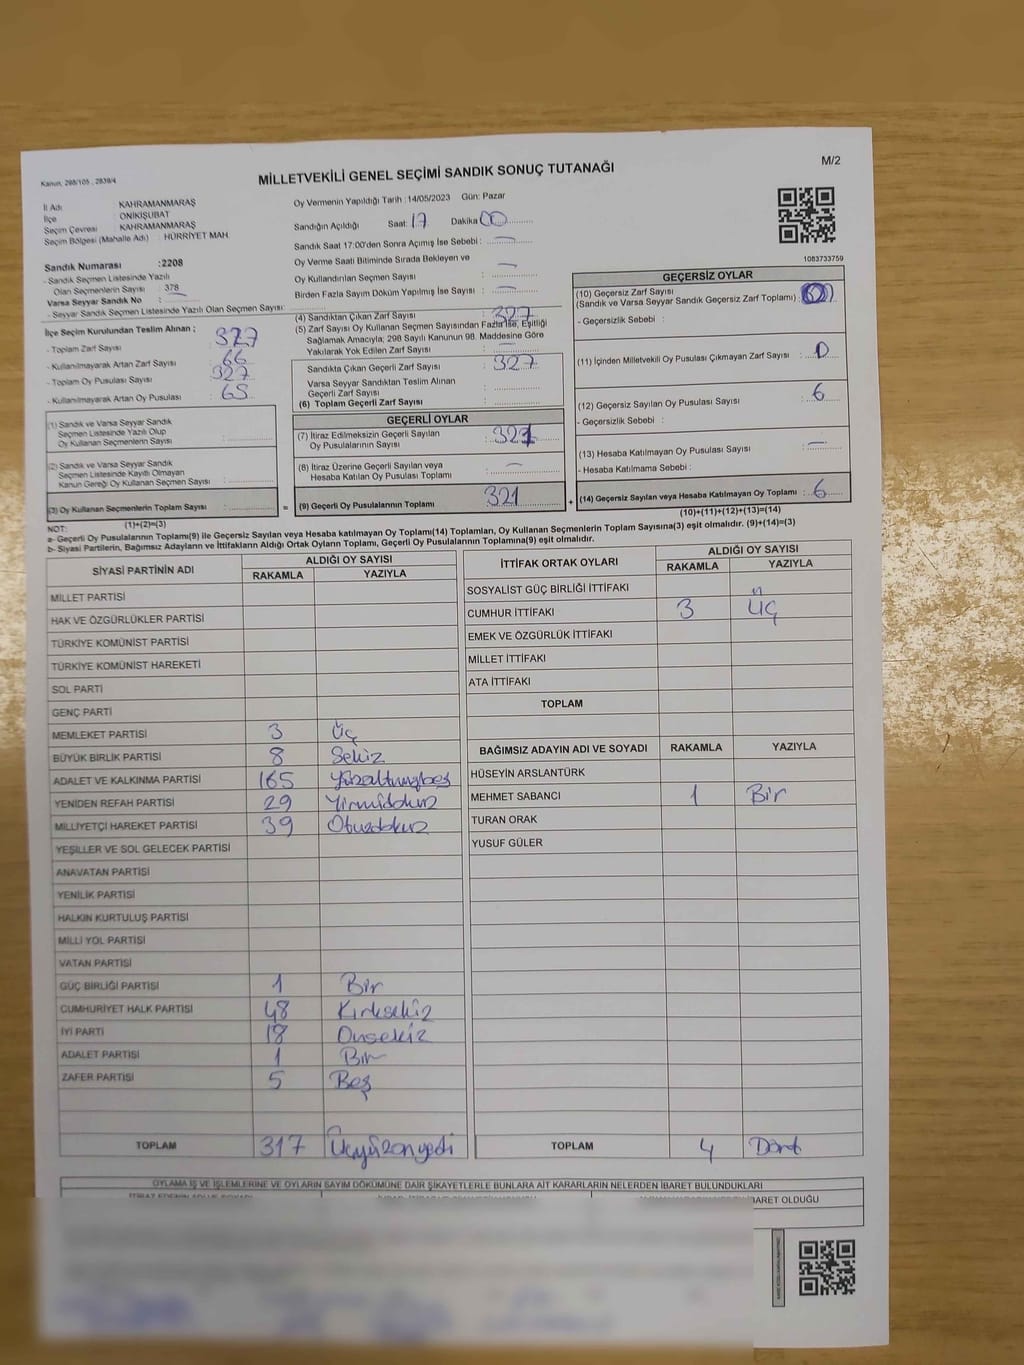 Kanun, 298/105 , 2839/4
MİLLETVEKİLİ GENEL SEÇİMİ SANDIK SONUÇ TUTANAĞI
M/2
İl Adı : KAHRAMANMARAŞ
İlçe : ONİKİŞUBAT
Seçim Çevresi : KAHRAMANMARAŞ
Seçim Bölgesi (Mahalle Adı) : HÜRRİYET MAH.
Oy Vermenin Yapıldığı Tarih :14/05/2023 Gün: Pazar
Sandığın Açıldığı Saat: 17 Dakika 00
Sandık Saat 17:00'den Sonra Açımış İse Sebebi : —
Oy Verme Saati Bitiminde Sırada Bekleyen ve
Oy Kullandırılan Seçmen Sayısı : —
Birden Fazla Sayım Döküm Yapılmış İse Sayısı : —
Sandık Numarası :2208
- Sandık Seçmen Listesinde Yazılı
Olan Seçmenlerin Sayısı : 378
Varsa Seyyar Sandık No :
- Seyyar Sandık Seçmen Listesinde Yazılı Olan Seçmen Sayısı:
İlçe Seçim Kurulundan Teslim Alınan ;
- Toplam Zarf Sayısı :
- Kullanılmayarak Artan Zarf Sayısı : 66
- Toplam Oy Pusulası Sayısı : 327
- Kullanılmayarak Artan Oy Pusulası : 65
(1) Sandık ve Varsa Seyyar Sandık
Seçmen Listesinde Yazılı Olup
Oy Kullanan Seçmenlerin Sayısı :
(2) Sandık ve Varsa Seyyar Sandık
Seçmen Listesinde Kayıtlı Olmayan
Kanun Gereği Oy Kullanan Seçmen Sayısı :
(3) Oy Kullanan Seçmenlerin Toplam Sayısı : =
(1)+(2)=(3)
(4) Sandıktan Çıkan Zarf Sayısı : 327
(5) Zarf Sayısı Oy Kullanan Seçmen Sayısından Fazla İse, Eşitliği
Sağlamak Amacıyla; 298 Sayılı Kanunun 98. Maddesine Göre
Yakılarak Yok Edilen Zarf Sayısı : —
Sandıkta Çıkan Geçerli Zarf Sayısı : 327
Varsa Seyyar Sandıktan Teslim Alınan
Geçerli Zarf Sayısı :
(6) Toplam Geçerli Zarf Sayısı :
GEÇERLİ OYLAR
(7) İtiraz Edilmeksizin Geçerli Sayılan
Oy Pusulalarının Sayısı : 321
(8) İtiraz Üzerine Geçerli Sayılan veya
Hesaba Katılan Oy Pusulası Toplamı : —
(9) Geçerli Oy Pusulalarının Toplamı 321 +
1083733759
GEÇERSİZ OYLAR
(10) Geçersiz Zarf Sayısı
(Sandık ve Varsa Seyyar Sandık Geçersiz Zarf Toplamı) :
- Geçersizlik Sebebi :
(11) İçinden Milletvekili Oy Pusulası Çıkmayan Zarf Sayısı : 0
(12) Geçersiz Sayılan Oy Pusulası Sayısı : 6
- Geçersizlik Sebebi :
(13) Hesaba Katılmayan Oy Pusulası Sayısı : —
- Hesaba Katılmama Sebebi :
(14) Geçersiz Sayılan veya Hesaba Katılmayan Oy Toplamı : 6
(10)+(11)+(12)+(13)=(14)
NOT:
a- Geçerli Oy Pusulalarının Toplamı(9) ile Geçersiz Sayılan veya Hesaba katılmayan Oy Toplamı(14) Toplamları, Oy Kullanan Seçmenlerin Toplam Sayısına(3) eşit olmalıdır. (9)+(14)=(3)
b- Siyasi Partilerin, Bağımsız Adayların ve İttifakların Aldığı Ortak Oyların Toplamı, Geçerli Oy Pusulalarının Toplamına(9) eşit olmalıdır.
SİYASİ PARTİNİN ADI ALDIĞI OY SAYISI
RAKAMLA YAZIYLA
MİLLET PARTİSİ
HAK VE ÖZGÜRLÜKLER PARTİSİ
TÜRKİYE KOMÜNİST PARTİSİ
TÜRKİYE KOMÜNİST HAREKETİ
SOL PARTİ
GENÇ PARTİ
MEMLEKET PARTİSİ 3 Üç
BÜYÜK BİRLİK PARTİSİ 8 Sekiz
ADALET VE KALKINMA PARTİSİ 165 Yüzaltmışbeş
YENİDEN REFAH PARTİSİ 29 Yirmidokuz
MİLLİYETÇİ HAREKET PARTİSİ 39 Otuzdokuz
YEŞİLLER VE SOL GELECEK PARTİSİ
ANAVATAN PARTİSİ
YENİLİK PARTİSİ
HALKIN KURTULUŞ PARTİSİ
MİLLİ YOL PARTİSİ
VATAN PARTİSİ
GÜÇ BİRLİĞİ PARTİSİ 1 Bir
CUMHURİYET HALK PARTİSİ 48 Kırksekiz
İYİ PARTİ 18 Onsekiz
ADALET PARTİSİ 1 Bir
ZAFER PARTİSİ 5 Beş
TOPLAM 317 Üçyüzonyedi
İTTİFAK ORTAK OYLARI ALDIĞI OY SAYISI
RAKAMLA YAZIYLA
SOSYALİST GÜÇ BİRLİĞİ İTTİFAKI
CUMHUR İTTİFAKI 3 Üç
EMEK VE ÖZGÜRLÜK İTTİFAKI
MİLLET İTTİFAKI
ATA İTTİFAKI
TOPLAM
BAĞIMSIZ ADAYIN ADI VE SOYADI RAKAMLA YAZIYLA
HÜSEYİN ARSLANTÜRK
MEHMET SABANCI 1 Bir
TURAN ORAK
YUSUF GÜLER
TOPLAM 4 Dört
OYLAMA İŞ VE İŞLEMLERİNE VE OYLARIN SAYIM DÖKÜMÜNE DAİR ŞİKAYETLERLE BUNLARA AİT KARARLARIN NELERDEN İBARET BULUNDUKLARI
İBARET OLDUĞU